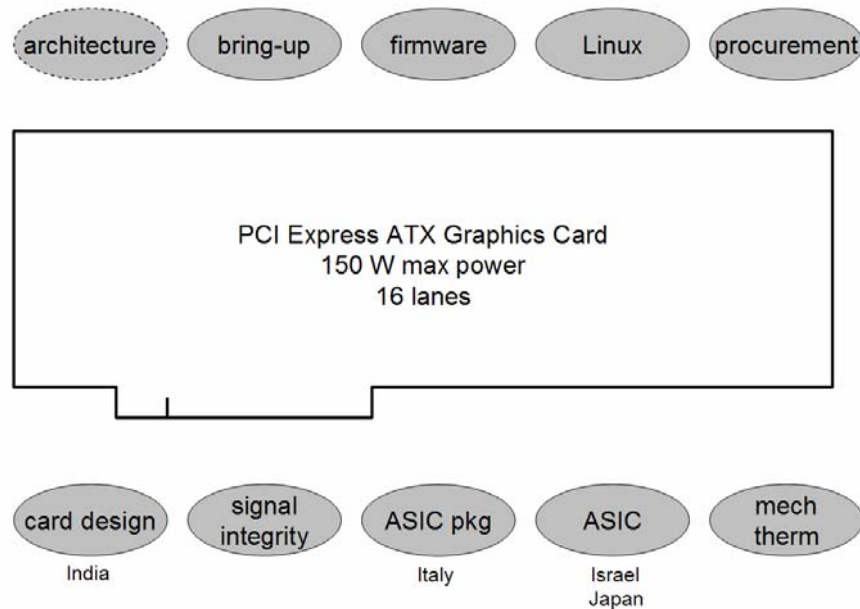 architecture
bring-up
firmware
Linux
procurement
PCI Express ATX Graphics Card
150 W max power
16 lanes
card design
signal
integrity
ASIC pkg
ASIC
mech
therm
India
Italy
Israel
Japan